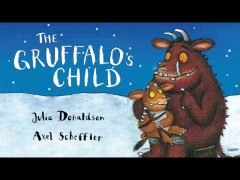 THE
GRUFFALO's
CHILD
Julia Donaldson
Axel Scheffler